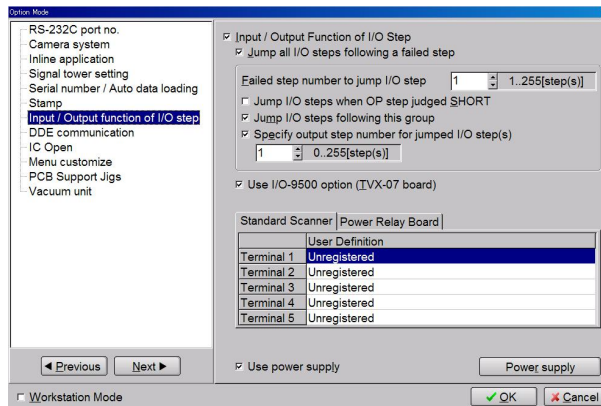 Option Mode
RS-232C port no.
Camera system
Inline application
Signal tower setting
Serial number / Auto data loading
Stamp
Input / Output function of I/O step
DDE communication
IC Open
Menu customize
PCB Support Jigs
Vacuum unit
Previous
Next
Workstation Mode
Input / Output Function of I/O Step
Jump all I/O steps following a failed step
Failed step number to jump I/O step 1 1..255[step(s)]
Jump I/O steps when OP step judged SHORT
Jump I/O steps following this group
Specify output step number for jumped I/O step(s)
1 0..255[step(s)]
Use I/O-9500 option (TVX-07 board)
Standard Scanner Power Relay Board
User Definition
Terminal 1 Unregistered
Terminal 2 Unregistered
Terminal 3 Unregistered
Terminal 4 Unregistered
Terminal 5 Unregistered
Use power supply Power supply
OK Cancel